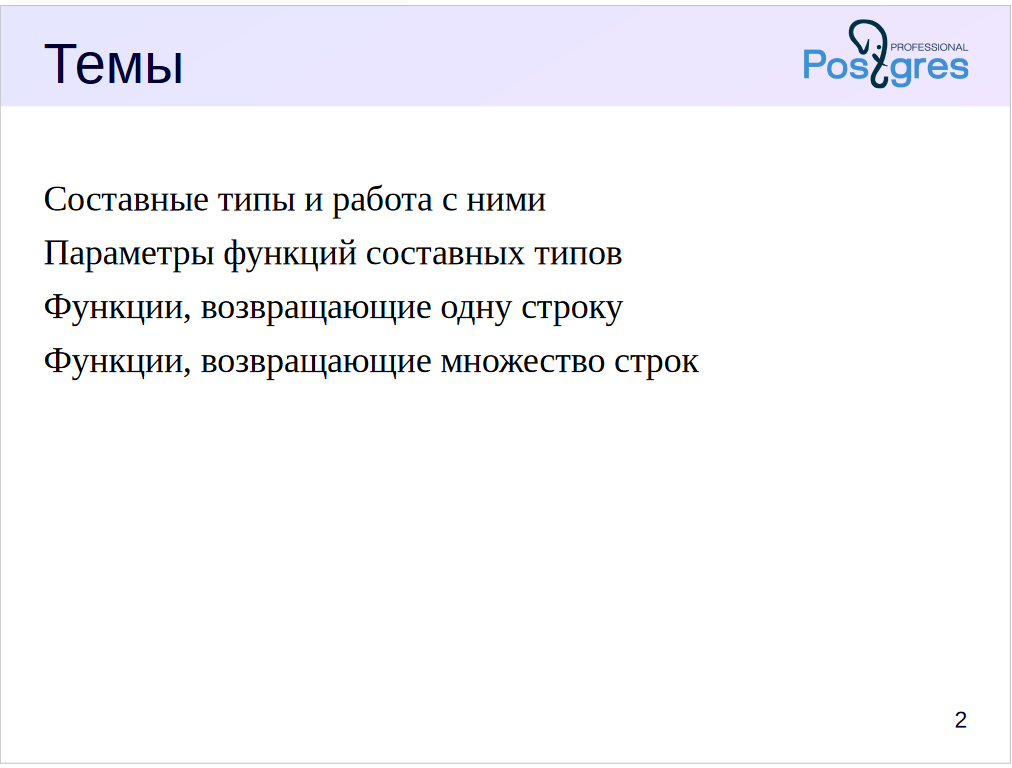 Темы
PROFESSIONAL
Postgres
Составные типы и работа с ними
Параметры функций составных типов
Функции, возвращающие одну строку
Функции, возвращающие множество строк
2